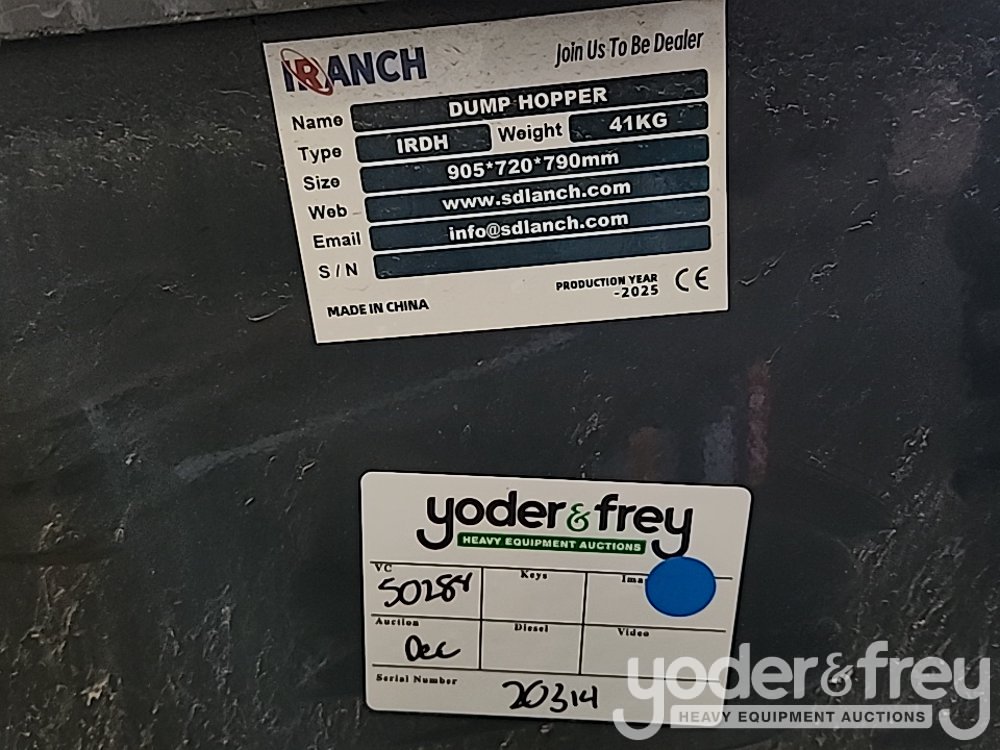 IRANCH
Join Us To Be Dealer
Name DUMP HOPPER
Type IRDH Weight 41KG
Size 905*720*790mm
Web www.sdlanch.com
Email info@sdlanch.com
S/N
MADE IN CHINA
PRODUCTION YEAR
-2025
CE
yoder&frey
HEAVY EQUIPMENT AUCTIONS
VC Keys
Auction Diesel Video
Dec
Serial Number
20314
yoder&frey
HEAVY EQUIPMENT AUCTIONS